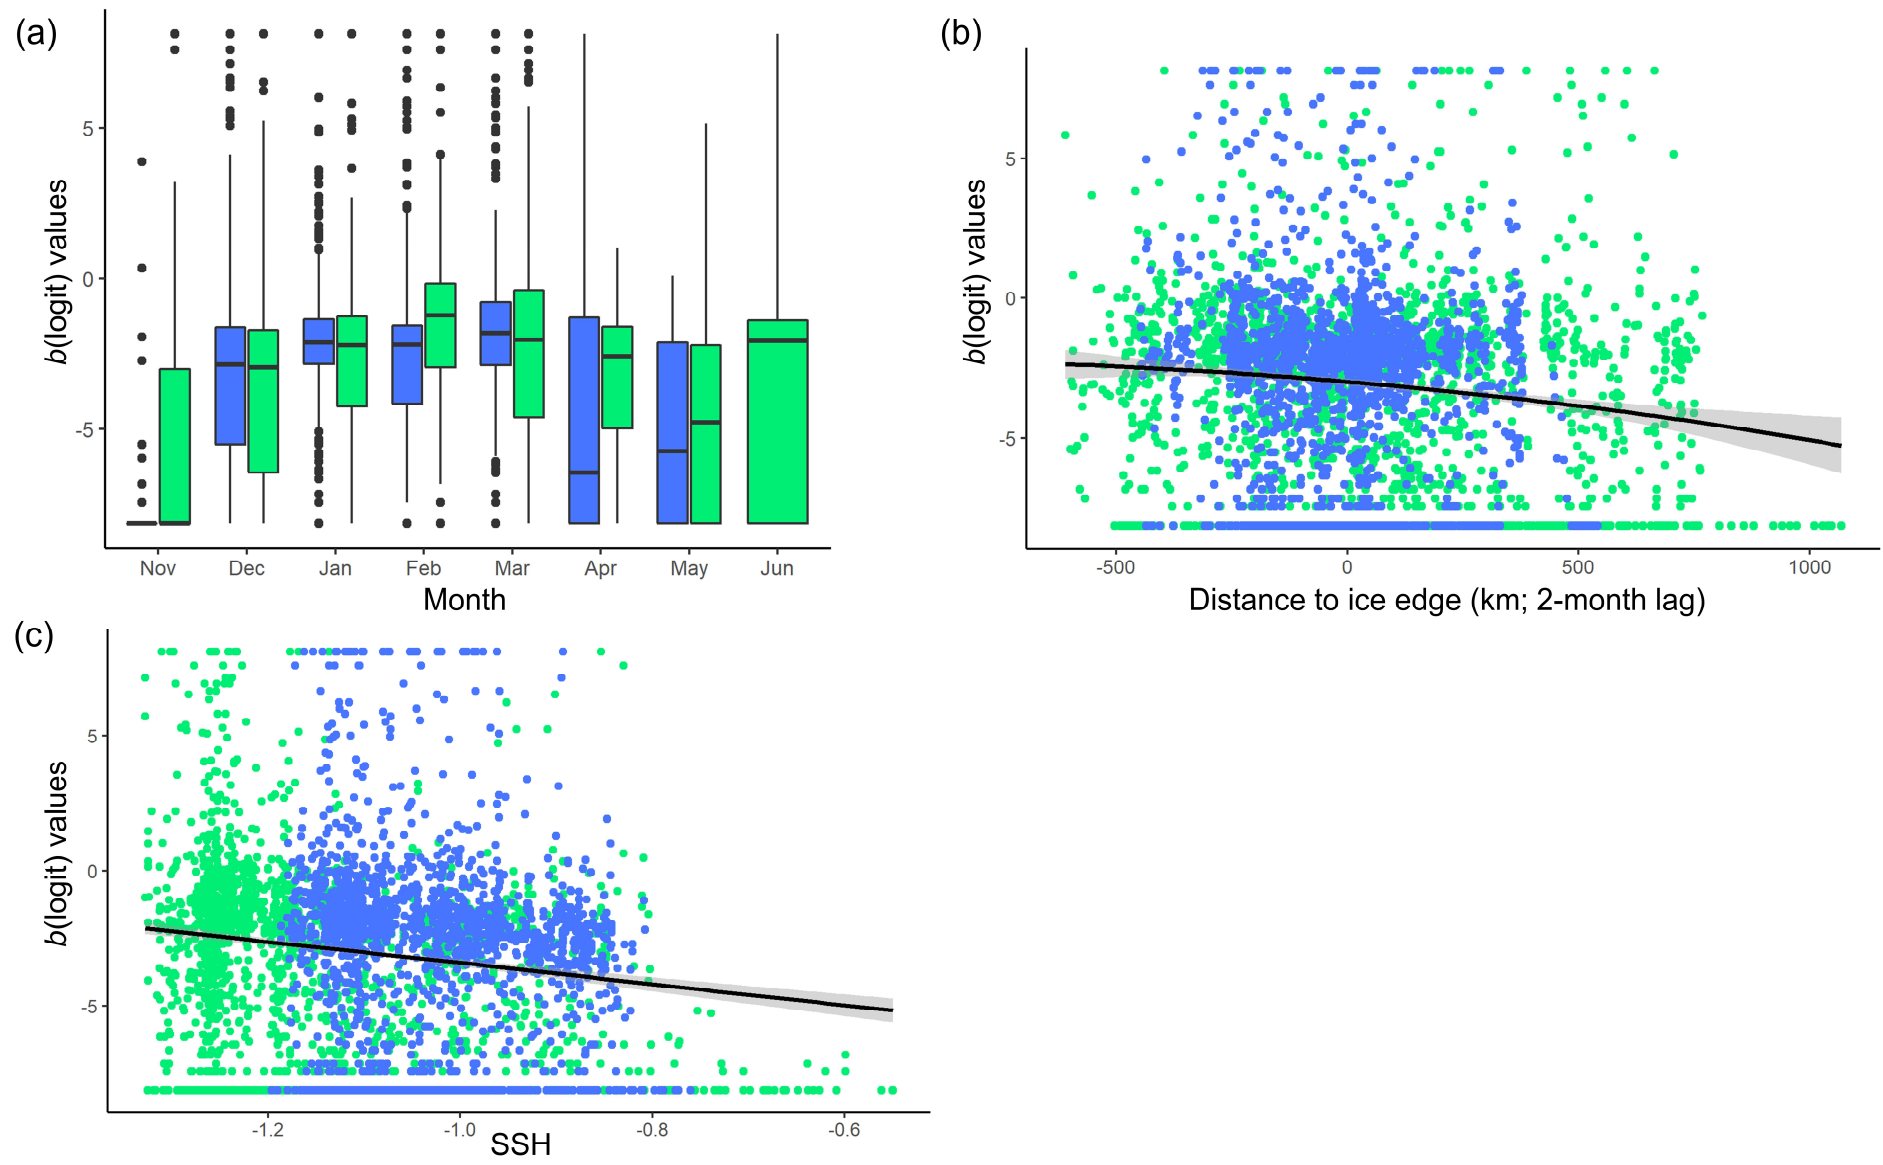 (a)
b(logit) values
5
0
-5
Nov Dec Jan Feb Mar Apr May Jun
Month
(b)
b(logit) values
5
0
-5
-500 0 500 1000
Distance to ice edge (km; 2-month lag)
(c)
b(logit) values
5
0
-5
-1.2 -1.0 -0.8 -0.6
SSH